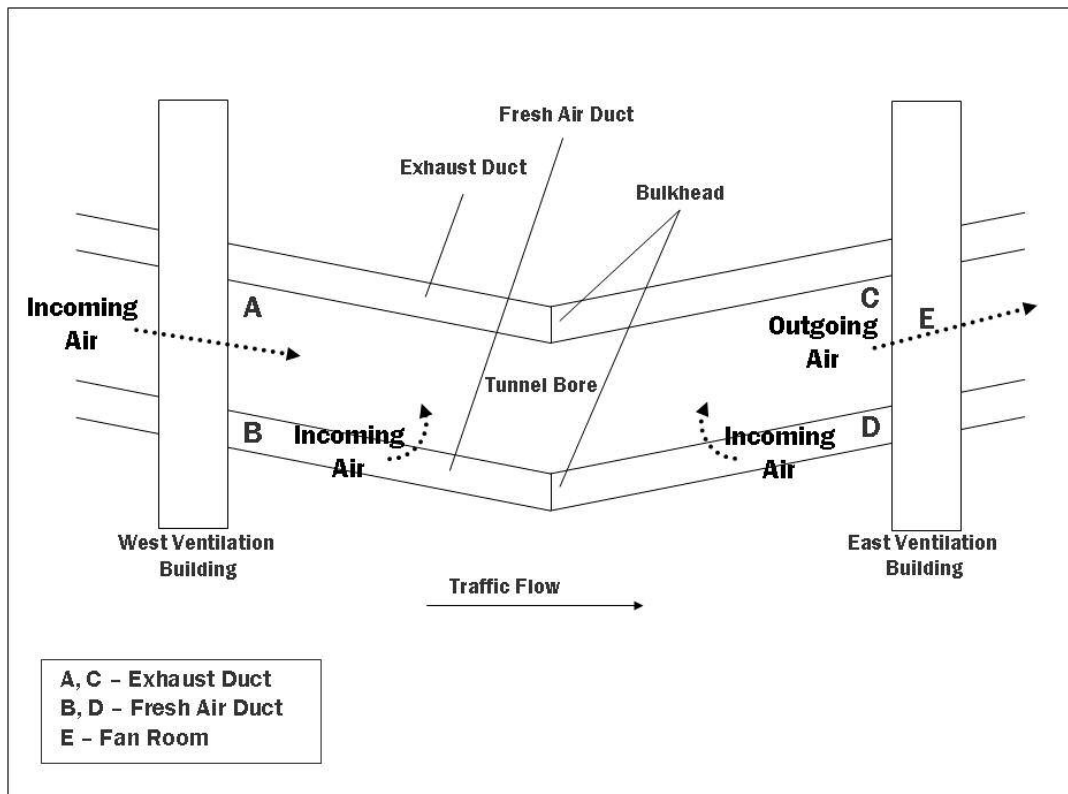 Fresh Air Duct
Exhaust Duct
Bulkhead
Incoming
Air
A
C
Outgoing
Air
E
Tunnel Bore
B
Incoming
Air
Incoming
Air
D
West Ventilation
Building
East Ventilation
Building
Traffic Flow
A, C – Exhaust Duct
B, D – Fresh Air Duct
E – Fan Room